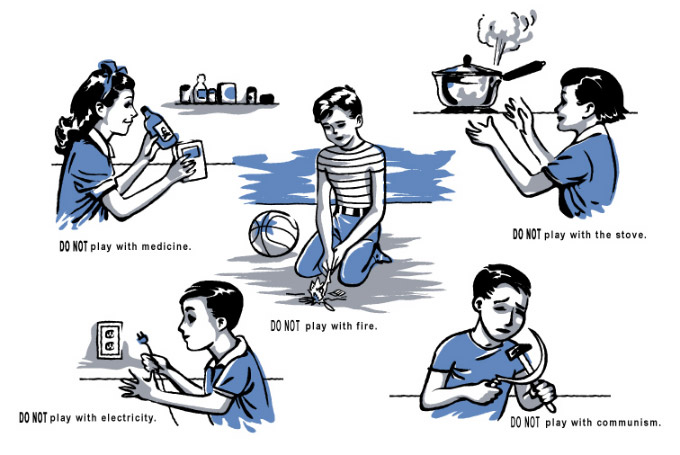 DO NOT play with medicine.
DO NOT play with the stove.
DO NOT play with fire.
DO NOT play with electricity.
DO NOT play with communism.